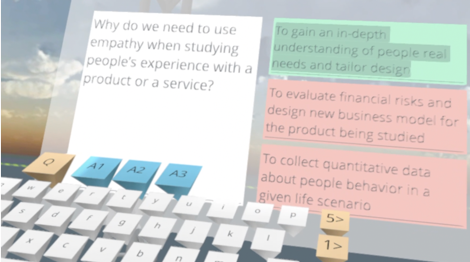 Why do we need to use
empathy when studying
people's experience with a
product or a service?
To gain an in-depth
understanding of people real
needs and tailor design
To evaluate financial risks and
design new business model for
the product being studied
To collect quantitative data
about people behavior in a
given life scenario
Q A1 A2 A3
w e r t y u i o p
s d f g h j k l
x c v b n m
5>
1>